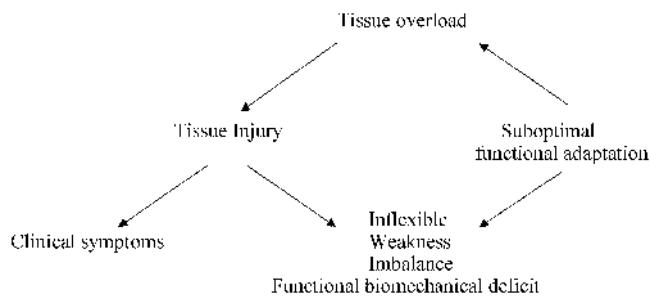 Tissue overload
Tissue Injury
Suboptimal
functional adaptation
Clinical symptoms
Inflexible
Weakness
Imbalance
Functional biomechanical deficit